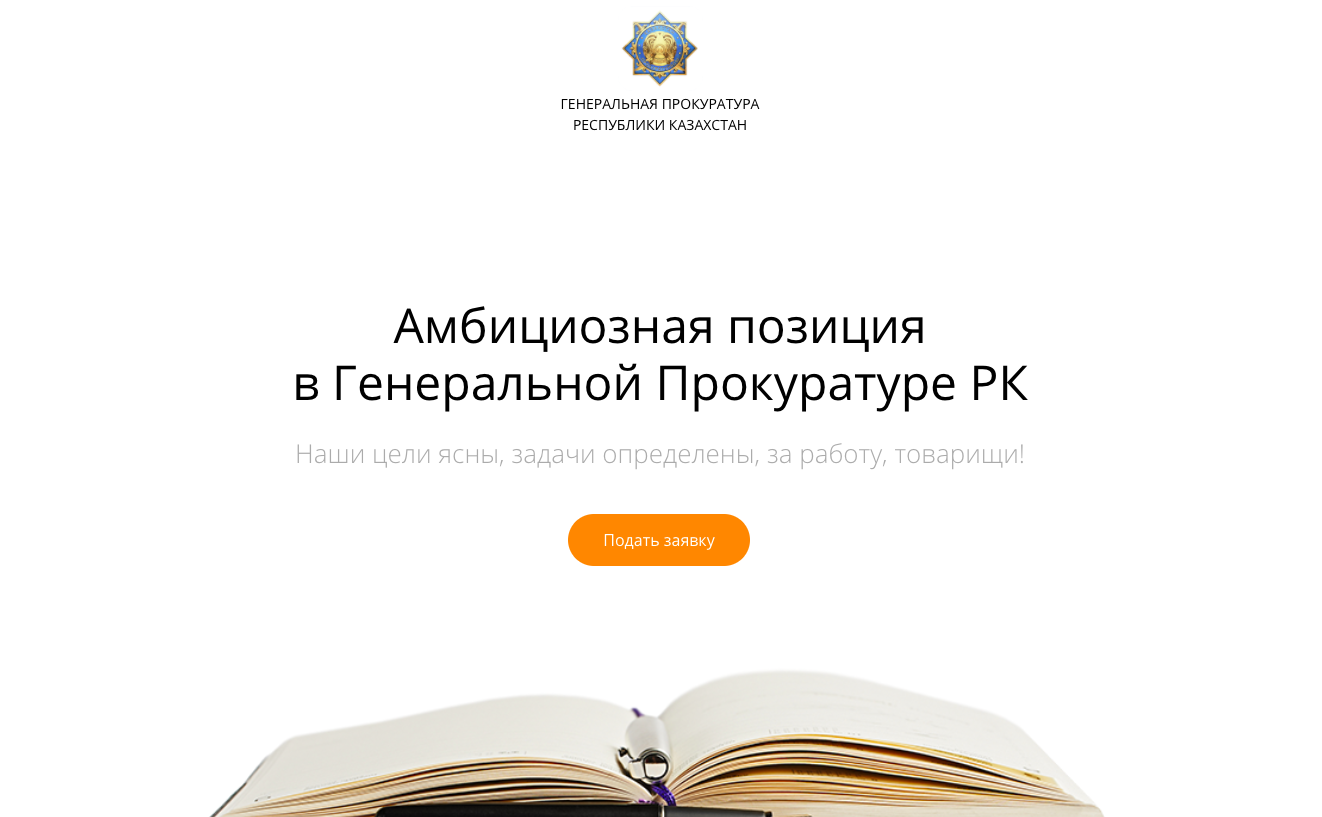 ГЕНЕРАЛЬНАЯ ПРОКУРАТУРА
РЕСПУБЛИКИ КАЗАХСТАН
Амбициозная позиция
в Генеральной Прокуратуре РК
Наши цели ясны, задачи определены, за работу, товарищи!
Подать заявку